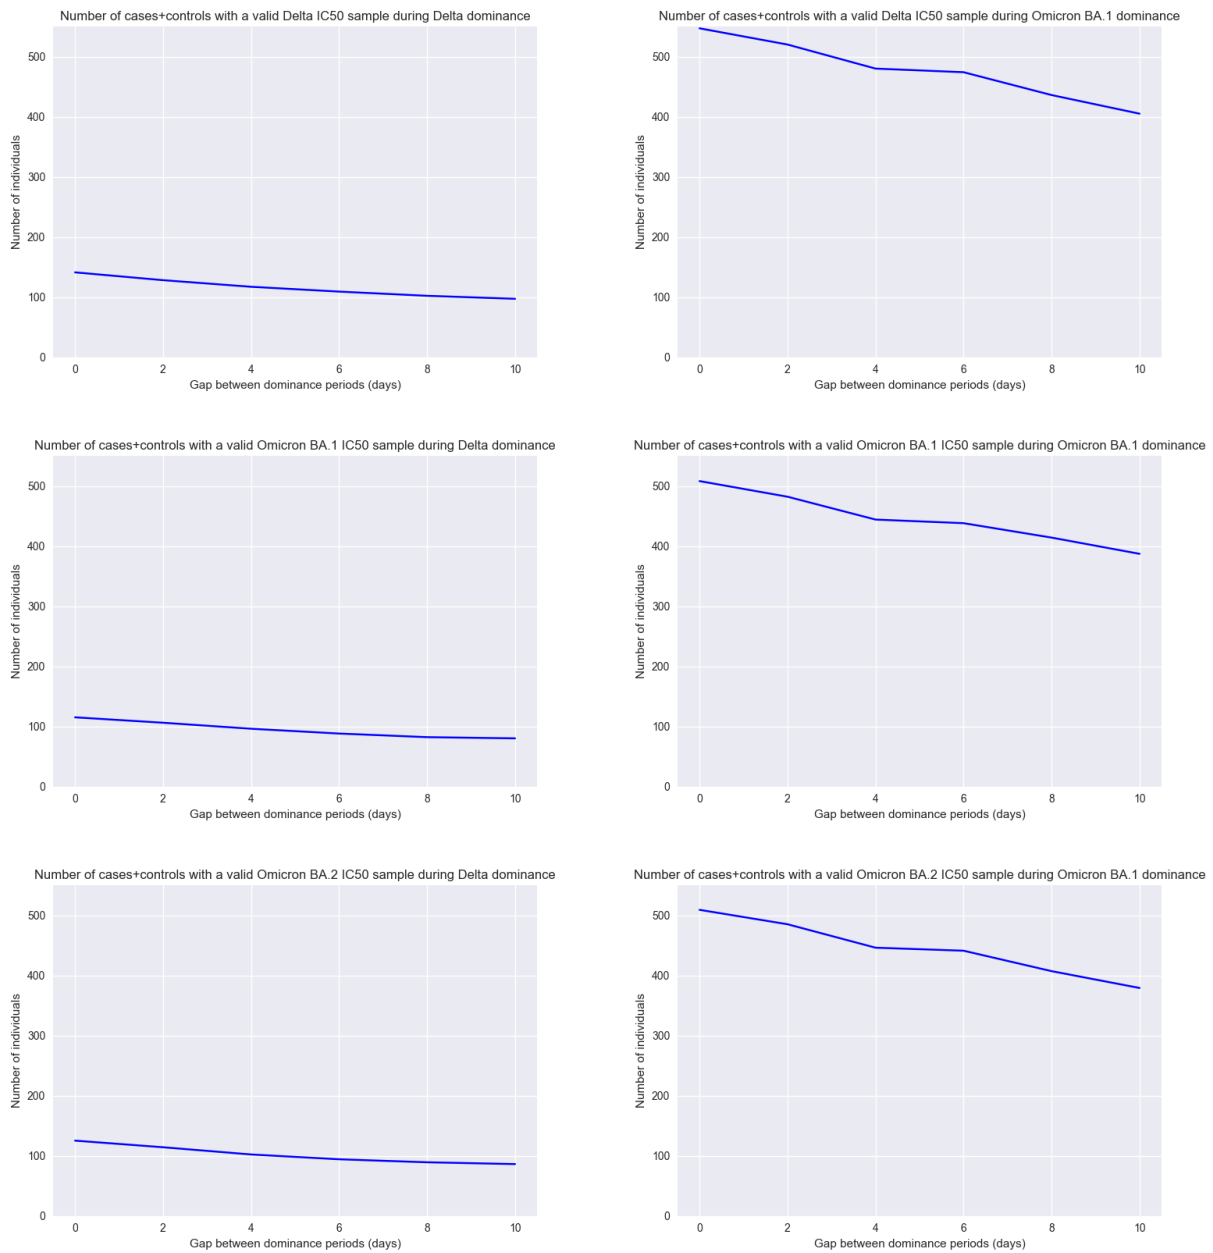 Number of cases+controls with a valid Delta IC50 sample during Delta dominance
500
400
300
200
100
0
Number of individuals
0 2 4 6 8 10
Gap between dominance periods (days)
Number of cases+controls with a valid Delta IC50 sample during Omicron BA.1 dominance
500
400
300
200
100
0
Number of individuals
0 2 4 6 8 10
Gap between dominance periods (days)
Number of cases+controls with a valid Omicron BA.1 IC50 sample during Delta dominance
500
400
300
200
100
0
Number of individuals
0 2 4 6 8 10
Gap between dominance periods (days)
Number of cases+controls with a valid Omicron BA.1 IC50 sample during Omicron BA.1 dominance
500
400
300
200
100
0
Number of individuals
0 2 4 6 8 10
Gap between dominance periods (days)
Number of cases+controls with a valid Omicron BA.2 IC50 sample during Delta dominance
500
400
300
200
100
0
Number of individuals
0 2 4 6 8 10
Gap between dominance periods (days)
Number of cases+controls with a valid Omicron BA.2 IC50 sample during Omicron BA.1 dominance
500
400
300
200
100
0
Number of individuals
0 2 4 6 8 10
Gap between dominance periods (days)